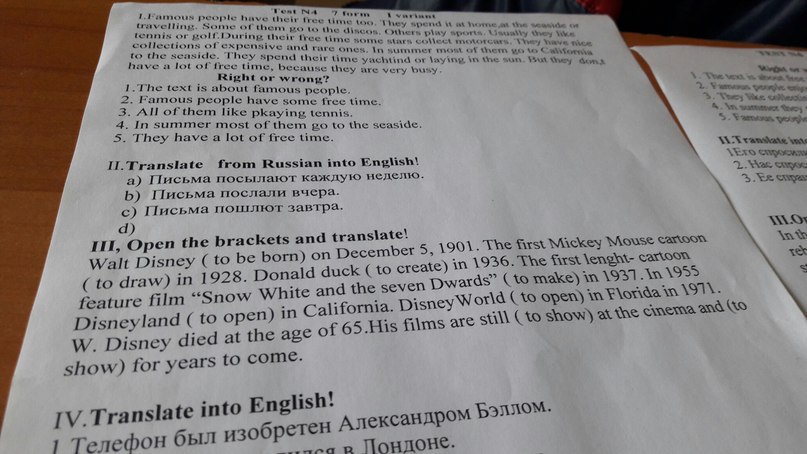 Test N4 7 form 1 variant
I.Famous people have their free time too. They spend it at home,at the seaside or
travelling. Some of them go to the discos. Others play sports. Usually they like
tennis or golf.During their free time some stars collect motorcars. They have nice
collections of expensive and rare ones. In summer most of them go to California
to the seaside. They spend their time yachtind or laying in the sun. But they don,t
have a lot of free time, because they are very busy.
Right or wrong?
1.The text is about famous people.
2. Famous people have some free time.
3. All of them like pkaying tennis.
4. In summer most of them go to the seaside.
5. They have a lot of free time.
II.Translate from Russian into English!
a) Письма посылают каждую неделю.
b) Письма послали вчера.
c) Письма пошлют завтра.
d)
III, Open the brackets and translate!
Walt Disney ( to be born) on December 5, 1901. The first Mickey Mouse cartoon
( to draw) in 1928. Donald duck ( to create) in 1936. The first lenght- cartoon
feature film “Snow White and the seven Dwards” ( to make) in 1937. In 1955
Disneyland ( to open) in California. DisneyWorld ( to open) in Florida in 1971.
W. Disney died at the age of 65.His films are still ( to show) at the cinema and (to
show) for years to come.
IV.Translate into English!
1.Телефон был изобретен Александром Бэллом.
в Лондоне.
TEST N4
Right or
1. The text is about free
2. Famous people enjoy
3. They like collecti
4. In summer they
5. Famous people
II.Translate into
1Его спросили
2. Нас спрос
3. Ее спра
III.O
In th